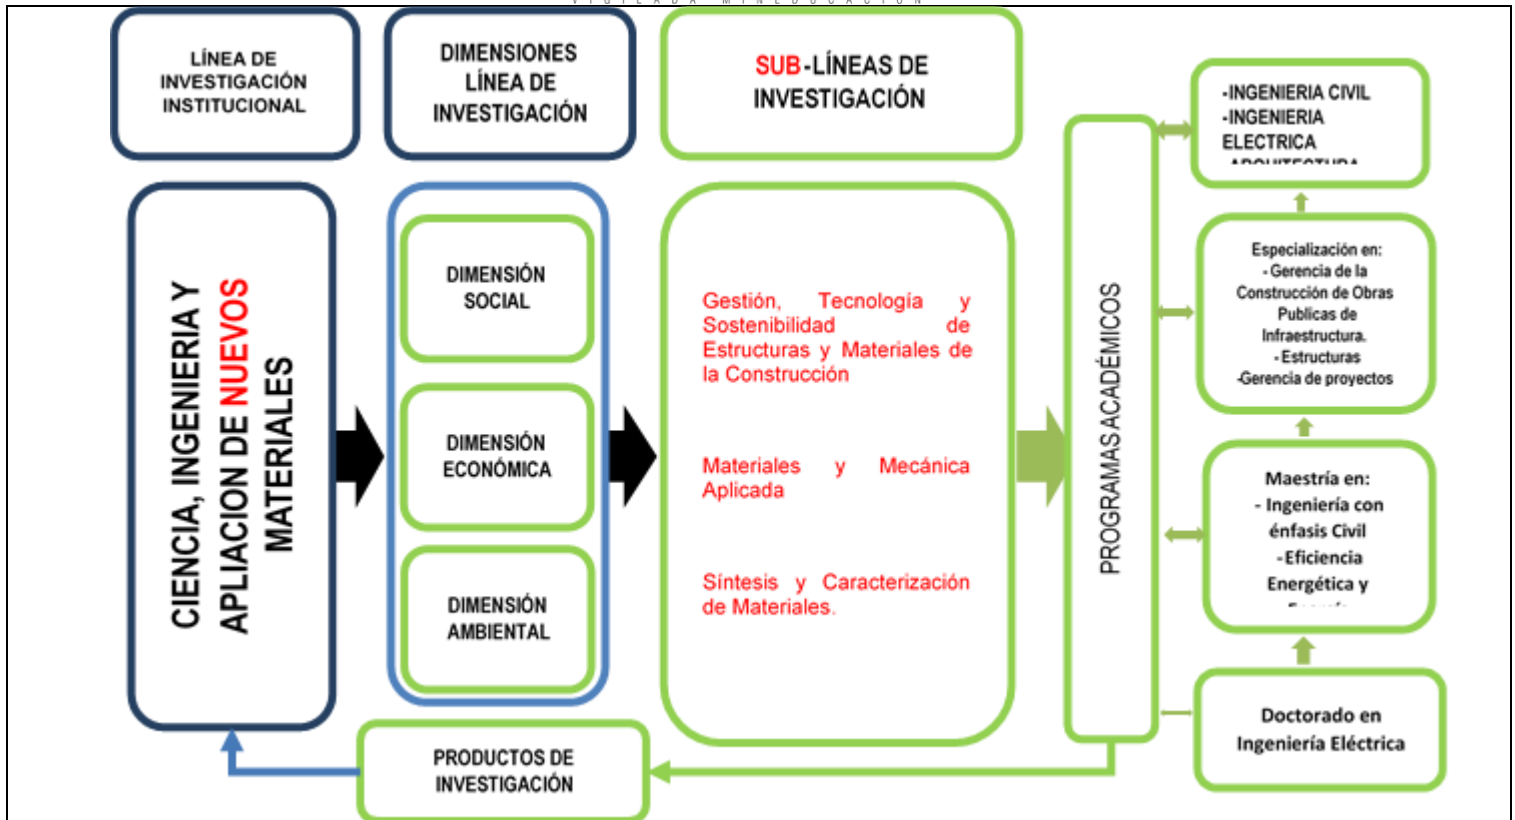 VIGILADA MINEDUCACIÓN
LÍNEA DE
INVESTIGACIÓN
INSTITUCIONAL
DIMENSIONES
LÍNEA DE
INVESTIGACIÓN
SUB-LÍNEAS DE
INVESTIGACIÓN
CIENCIA, INGENIERIA Y
APLIACION DE NUEVOS
MATERIALES
DIMENSIÓN
SOCIAL
DIMENSIÓN
ECONÓMICA
DIMENSIÓN
AMBIENTAL
Gestión, Tecnología y
Sostenibilidad de
Estructuras y Materiales de
la Construcción
Materiales y Mecánica
Aplicada
Síntesis y Caracterización
de Materiales.
PROGRAMAS ACADÉMICOS
-INGENIERIA CIVIL
-INGENIERIA
ELECTRICA
Especialización en:
- Gerencia de la
Construcción de Obras
Publicas de
Infraestructura.
- Estructuras
-Gerencia de proyectos
Maestría en:
- Ingeniería con
énfasis Civil
-Eficiencia
Energética y
Doctorado en
Ingeniería Eléctrica
PRODUCTOS DE
INVESTIGACIÓN